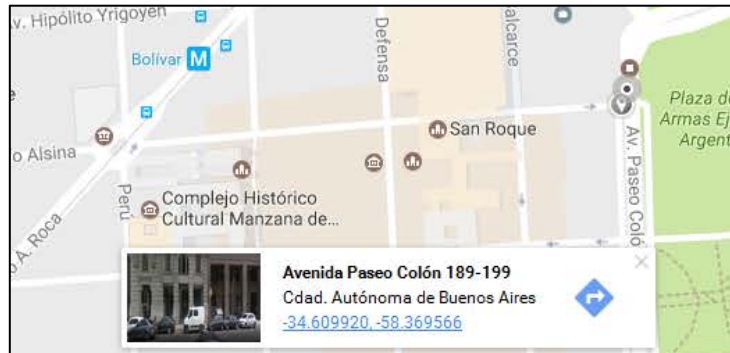 Av. Hipólito Yrigoyen
Bolívar M
Defensa
alcarce
San Roque
o Alsina
Perú
Complejo Histórico
Cultural Manzana de...
o A. Roca
Plaza de
Armas Ej
Argent
Av. Paseo Coló
Avenida Paseo Colón 189-199
Cdad. Autónoma de Buenos Aires
-34.609920, -58.369566